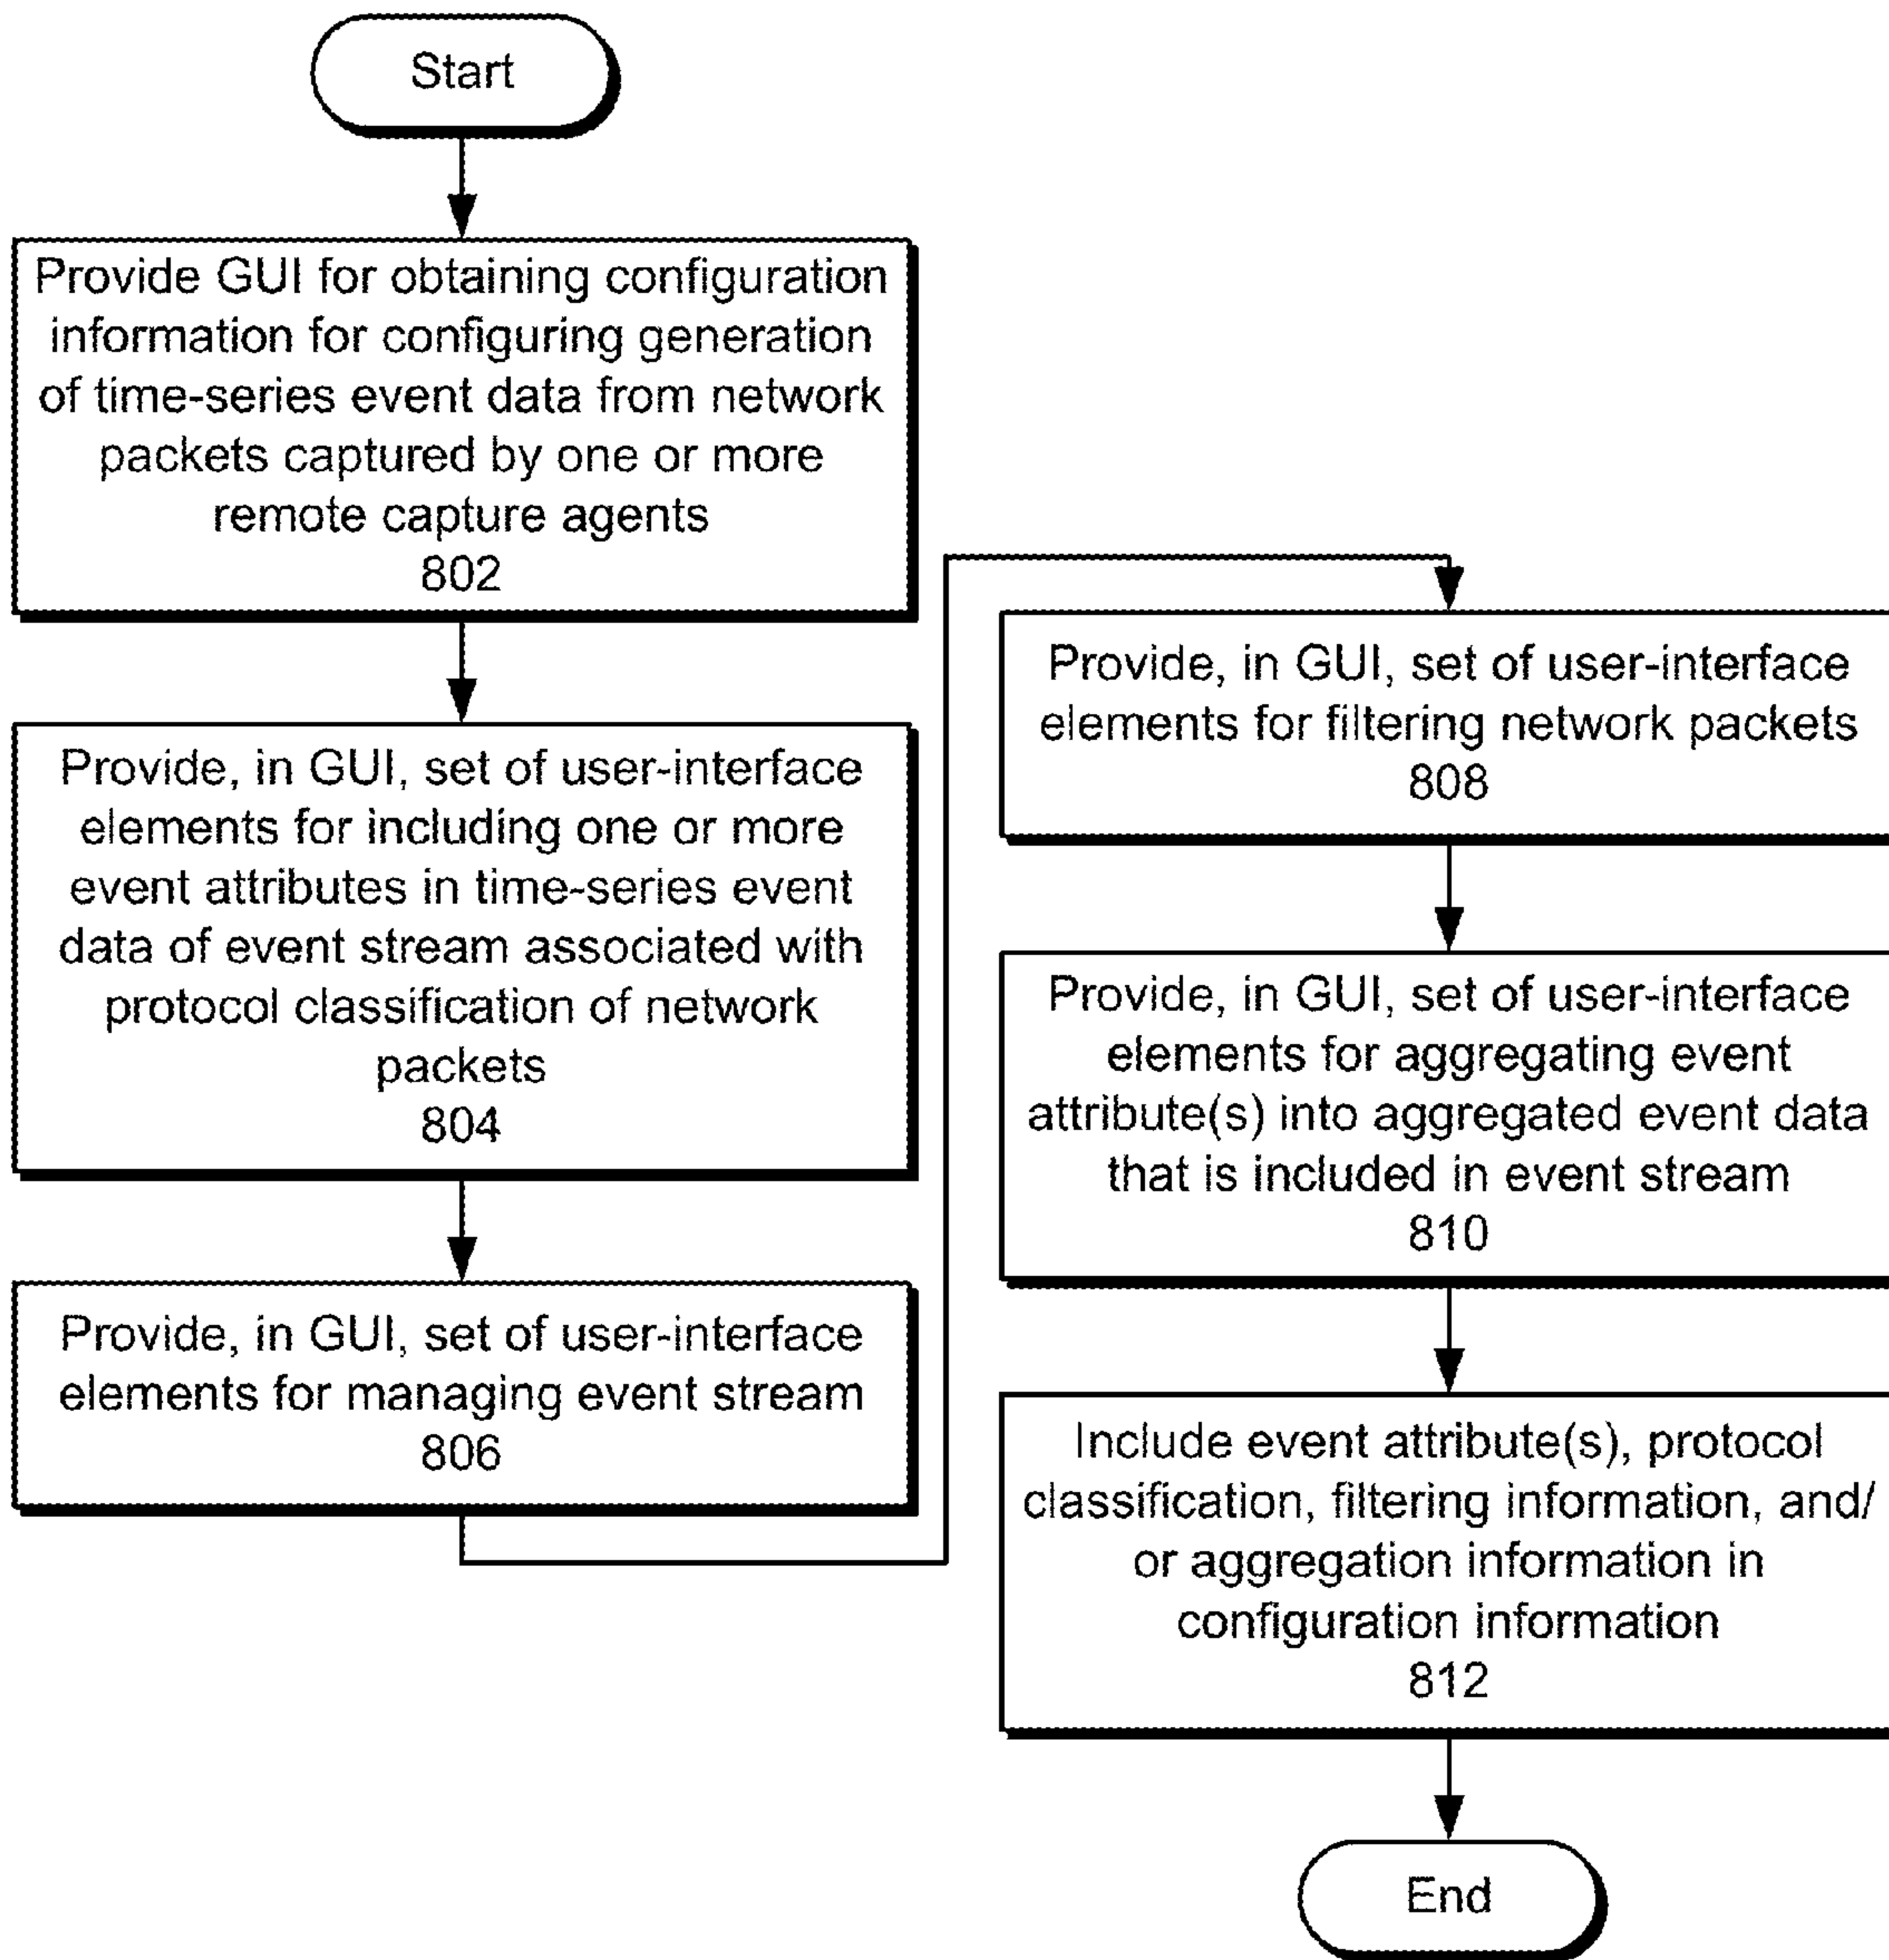 Start
Provide GUI for obtaining configuration
information for configuring generation
of time-series event data from network
packets captured by one or more
remote capture agents
802
Provide, in GUI, set of user-interface
elements for including one or more
event attributes in time-series event
data of event stream associated with
protocol classification of network
packets
804
Provide, in GUI, set of user-interface
elements for managing event stream
806
Provide, in GUI, set of user-interface
elements for filtering network packets
808
Provide, in GUI, set of user-interface
elements for aggregating event
attribute(s) into aggregated event data
that is included in event stream
810
Include event attribute(s), protocol
classification, filtering information, and/
or aggregation information in
configuration information
812
End